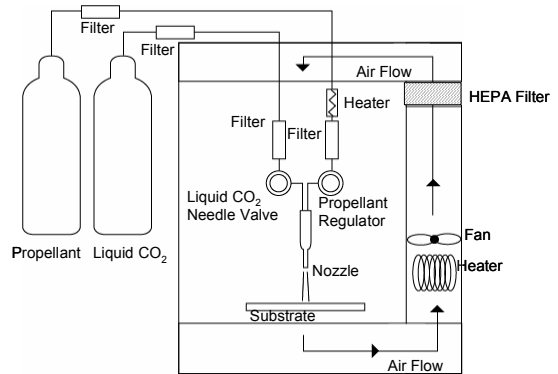 Filter
Filter
Air Flow
HEPA Filter
Heater
Filter
Filter
Liquid CO₂
Needle Valve
Propellant
Regulator
Propellant
Liquid CO₂
Fan
Heater
Nozzle
Substrate
Air Flow